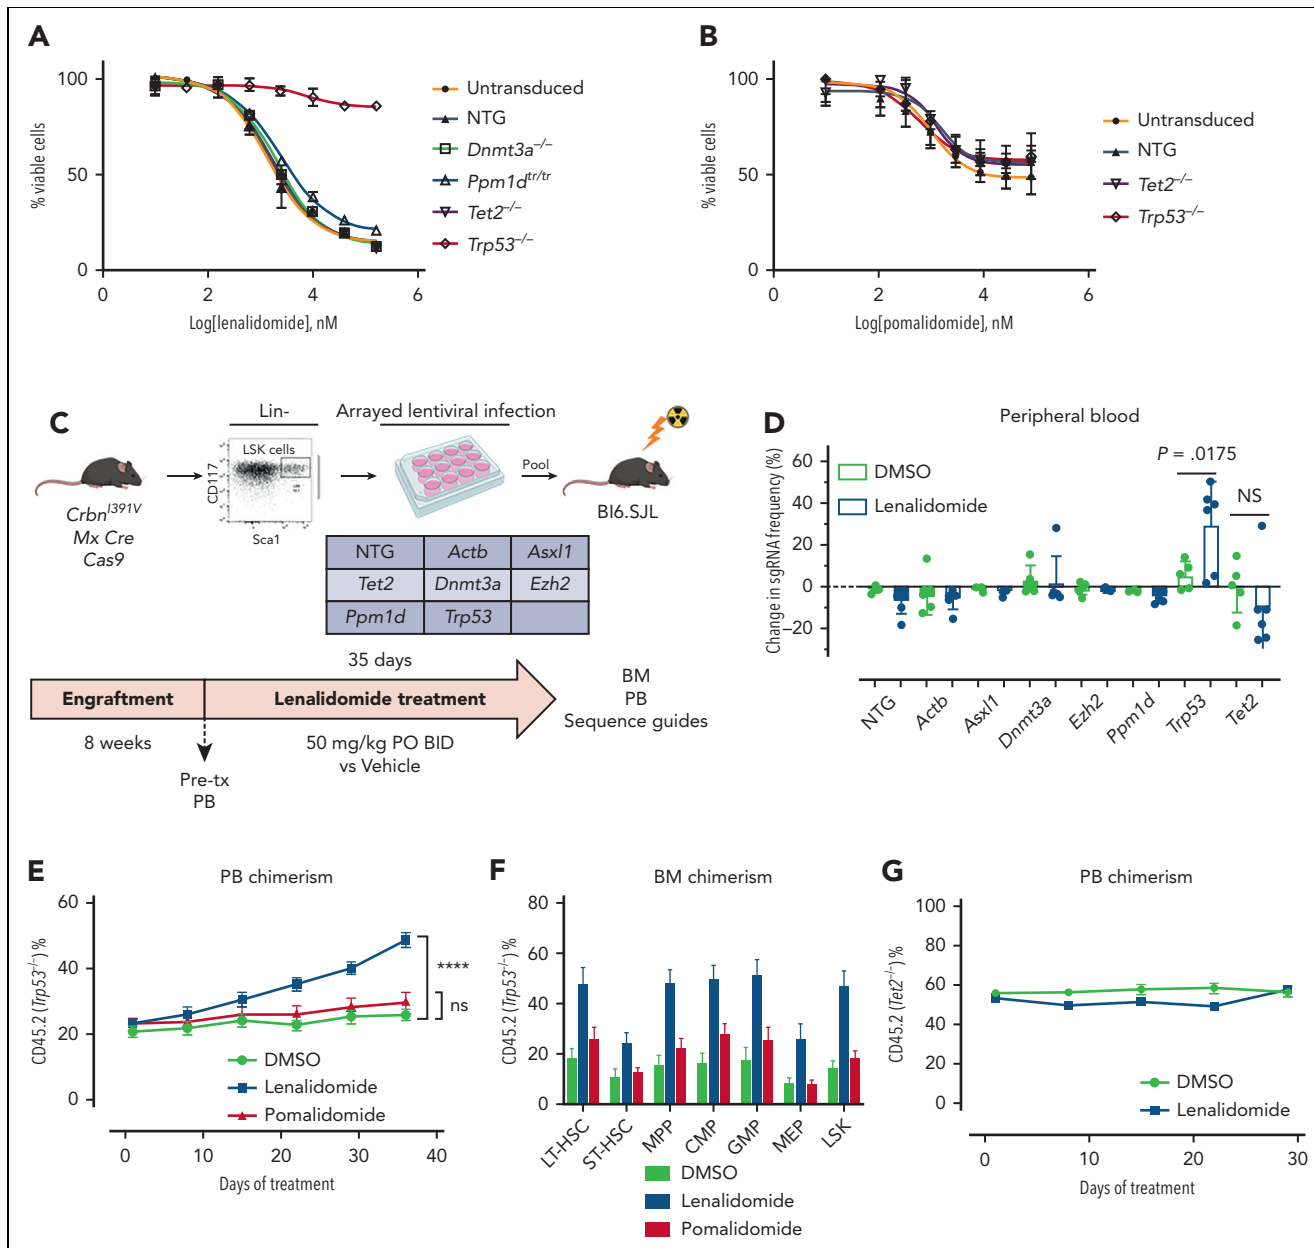 A
% viable cells
100
50
0
0
2
4
6
Log[lenalidomide], nM
Untransduced
NTG
Dnmt3a–/–
Ppm1dtr/tr
Tet2–/–
Trp53–/–
B
% viable cells
100
50
0
0
2
4
6
Log[pomalidomide], nM
Untransduced
NTG
Tet2–/–
Trp53–/–
C
Lin-
Arrayed lentiviral infection
LSK cells
CD117
Sca1
Pool
CrbnI391V
Mx Cre
Cas9
BI6.SJL
NTG Actb Asxl1
Tet2 Dnmt3a Ezh2
Ppm1d Trp53
35 days
Engraftment
Lenalidomide treatment
BM
PB
Sequence guides
8 weeks
50 mg/kg PO BID
vs Vehicle
Pre-tx
PB
D
Peripheral blood
Change in sgRNA frequency (%)
60
40
20
0
–20
DMSO
Lenalidomide
P = .0175
NS
NTG
Actb
Asxl1
Dnmt3a
Ezh2
Ppm1d
Trp53
Tet2
E
PB chimerism
CD45.2 (Trp53–/–) %
60
40
20
0
****
ns
DMSO
Lenalidomide
Pomalidomide
0
10
20
30
40
Days of treatment
F
BM chimerism
CD45.2 (Trp53–/–) %
80
60
40
20
0
LT-HSC
ST-HSC
MPP
CMP
GMP
MEP
LSK
DMSO
Lenalidomide
Pomalidomide
G
PB chimerism
CD45.2 (Tet2–/–) %
100
80
60
40
20
0
DMSO
Lenalidomide
0
10
20
30
Days of treatment